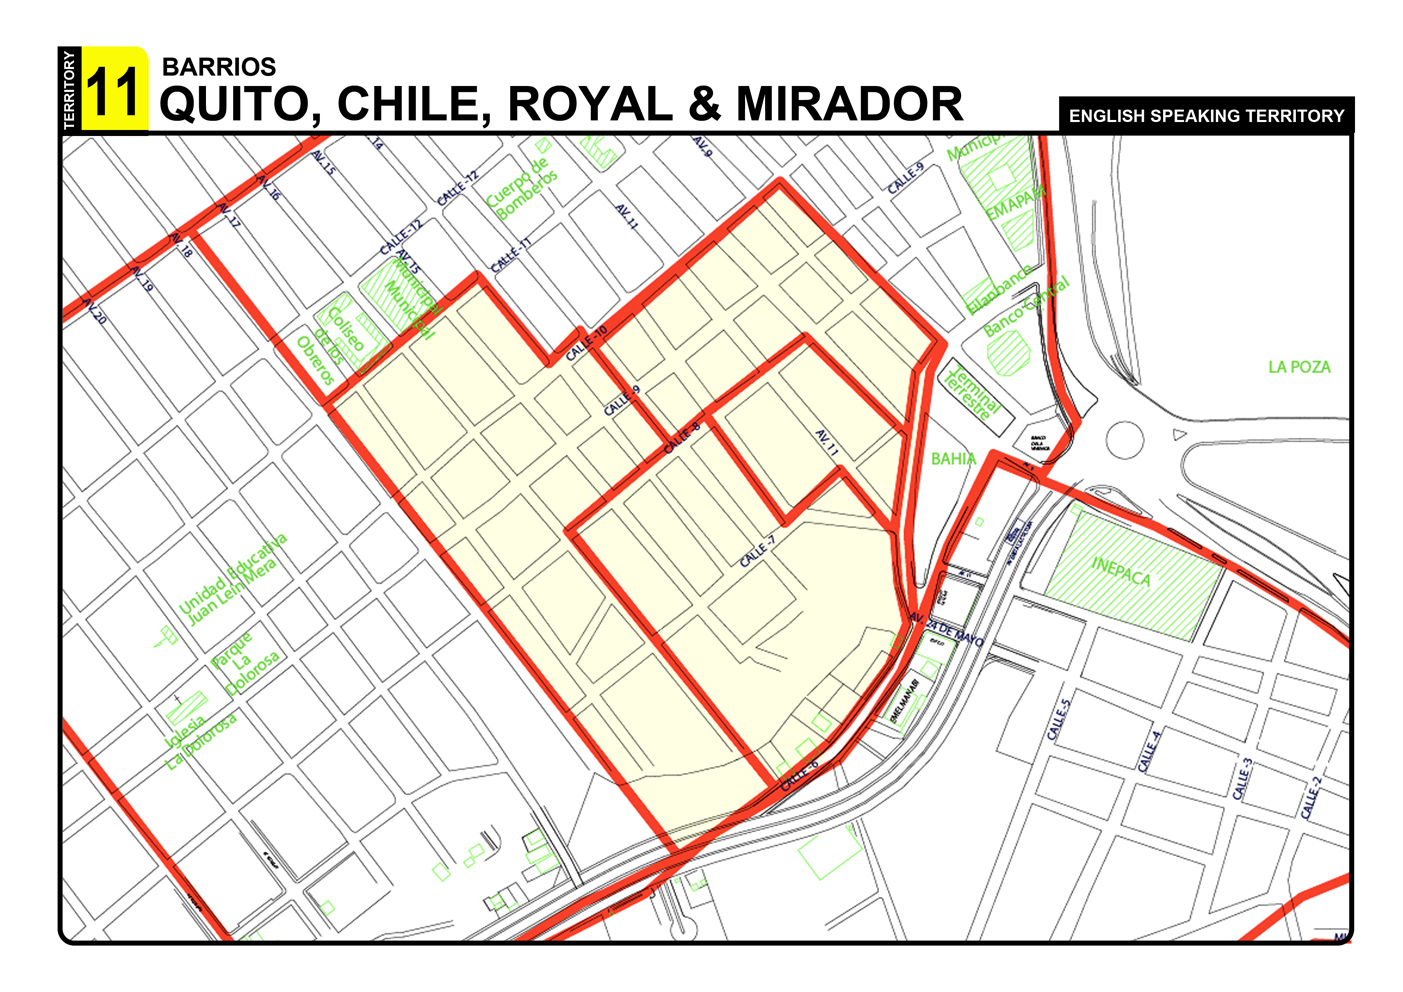 TERRITORY
11
BARRIOS
QUITO, CHILE, ROYAL & MIRADOR
ENGLISH SPEAKING TERRITORY
AV.15
AV.16
AV. 17
AV. 18
AV.19
AV.20
CALLE-12
CALLE-12
AV.15
CALLE-11
AV.11
AV.9
CALLE-9
Cuerpo de
Bomberos
Municipal
Municipal
Coliseo
de los
Obreros
EMAPAM
Filanbanco
Banco Central
LA POZA
CALLE-10
CALLE-9
CALLE-8
AV. 11
CALLE -7
Terminal
Terrestre
BAHIA
INEPACA
Unidad Educativa
Juan Lein Mera
Parque
La
Dolorosa
Iglesia
La Dolorosa
AV. 24 DE MAYO
EMELMANABI
CALLE-6
CALLE-5
CALLE-4
CALLE-3
CALLE-2